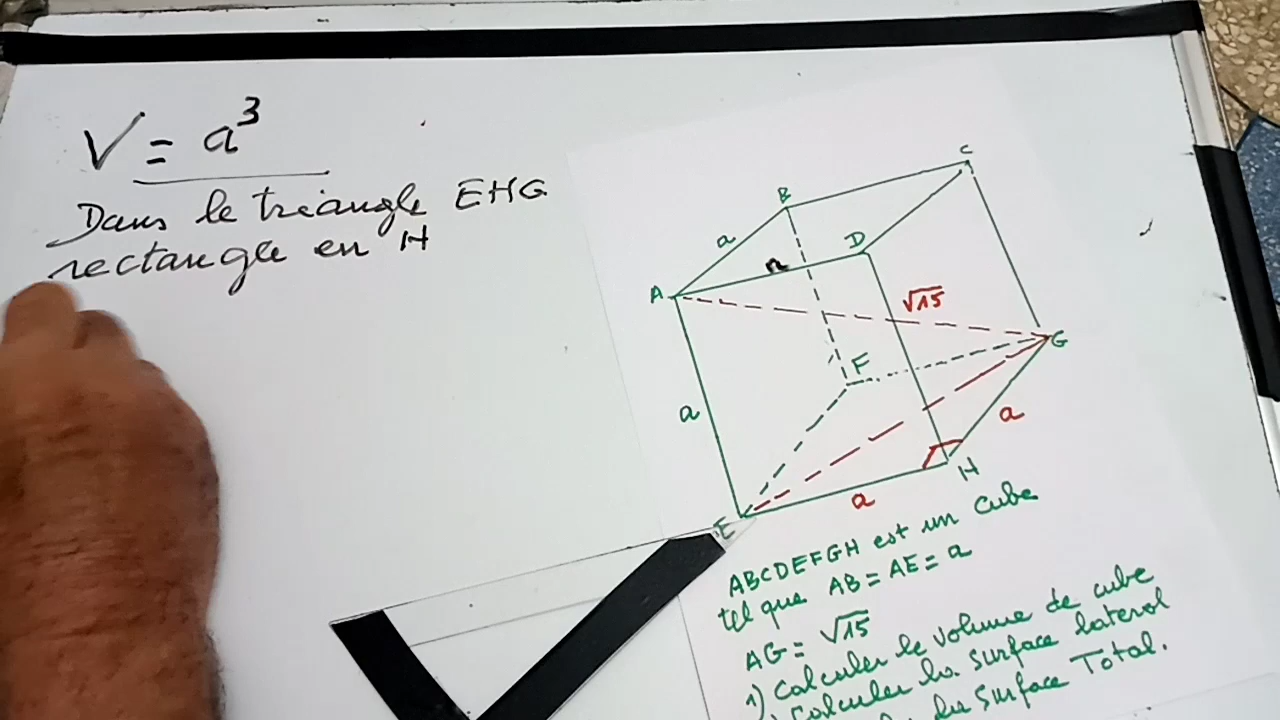 V = a³
Dans le triangle EHG
rectangle en H
C
B
a
D
A
√15
G
F
a
a
H
a
E
ABCDEFGH est un cube
tel que AB = AE = a
AG = √15
1) Calculer le volume de cube
Calculer la surface lateral
la surface Total.